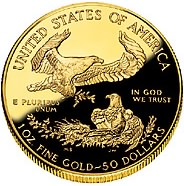 UNITED STATES OF AMERICA
E PLURIBUS
UNUM
IN GOD
WE TRUST
1 OZ. FINE GOLD~50 DOLLARS